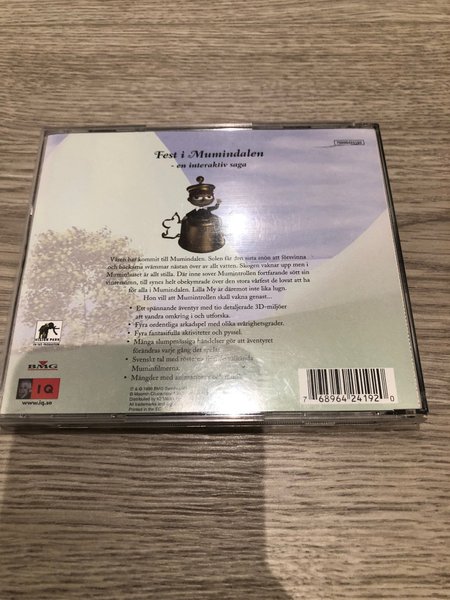 Fest i Mumindalen
- en interaktiv saga
Våren har kommit till Mumindalen. Solen får den sista snön att försvinna
och bäckarna svämmar nästan över av allt vatten. Skogen vaknar upp men i
Muminhuset är allt stilla. Där inne sover Mumintrollen fortfarande sött sin
vintersömn, till synes helt obekymrade över den stora vårfest de lovat att ha
för alla i Mumindalen. Lilla My är däremot inte lika lugn.
Hon vill att Mumintrollen skall vakna genast...
• Ett spännande äventyr med tio detaljerade 3D-miljöer
att vandra omkring i och utforska.
• Fyra ordentliga arkadspel med olika svårighetsgrader.
• Fyra fantasifulla aktiviteter och pyssel.
• Många slumpmässiga händelser gör att äventyret
förändras varje gång det spelas.
• Svenskt tal med rösterna från
Muminfilmerna.
• Mängder med animationer och musik.
BMG
IQ
www.iq.se
Printed in the EC
7 68964 24192 0